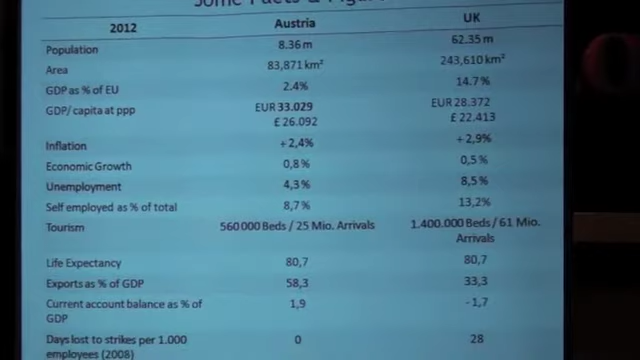 Some Facts & Figures
2012 Austria UK
Population 8.36 m 62.35 m
Area 83,871 km² 243,610 km²
GDP as % of EU 2.4% 14.7%
GDP/capita at ppp EUR 33.029 EUR 28.372
£ 26.092 £ 22.413
Inflation +2,4% +2,9%
Economic Growth 0,8% 0,5%
Unemployment 4,3% 8,5%
Self employed as % of total 8,7% 13,2%
Tourism 560 000 Beds / 25 Mio. Arrivals 1.400.000 Beds / 61 Mio.
Arrivals
Life Expectancy 80,7 80,7
Exports as % of GDP 58,3 33,3
Current account balance as % of 1,9 -1,7
GDP
Days lost to strikes per 1.000 0 28
employees (2008)